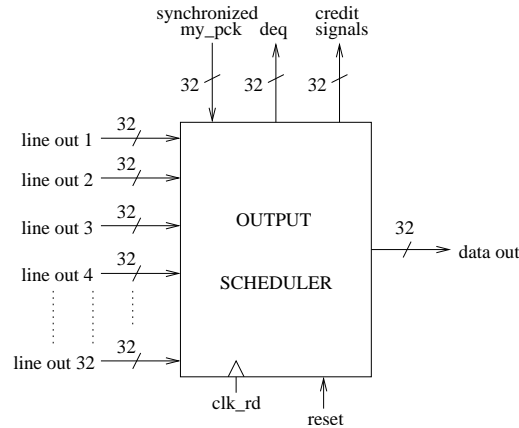 synchronized
my_pck
deq
credit
signals
32
32
32
line out 1
32
line out 2
32
line out 3
32
line out 4
32
line out 32
32
OUTPUT
SCHEDULER
32
data out
clk_rd
reset